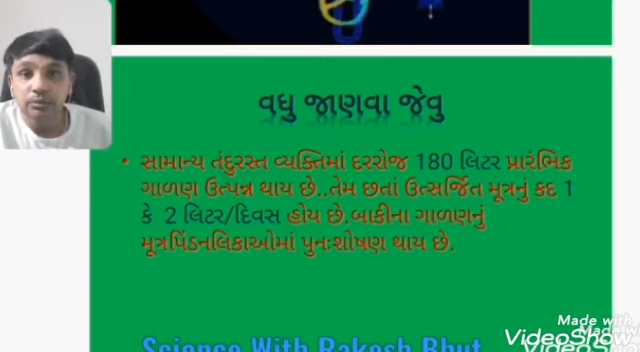 વધુ જાણવા જેવુ
• સામાન્ય તંદુરસ્ત વ્યક્તિમાં દરરોજ 180 લિટર પ્રારંભિક
ગાળણ ઉત્પન્ન થાય છે..તેમ છતાં ઉત્સર્જિત મૂત્રનું કદ 1
કે 2 લિટર/દિવસ હોય છે.બાકીના ગાળણનું
મૂત્રપિંડનલિકાઓમાં પુનઃશોષણ થાય છે.
Science With Rakesh Bhut
Made with
VideoShow